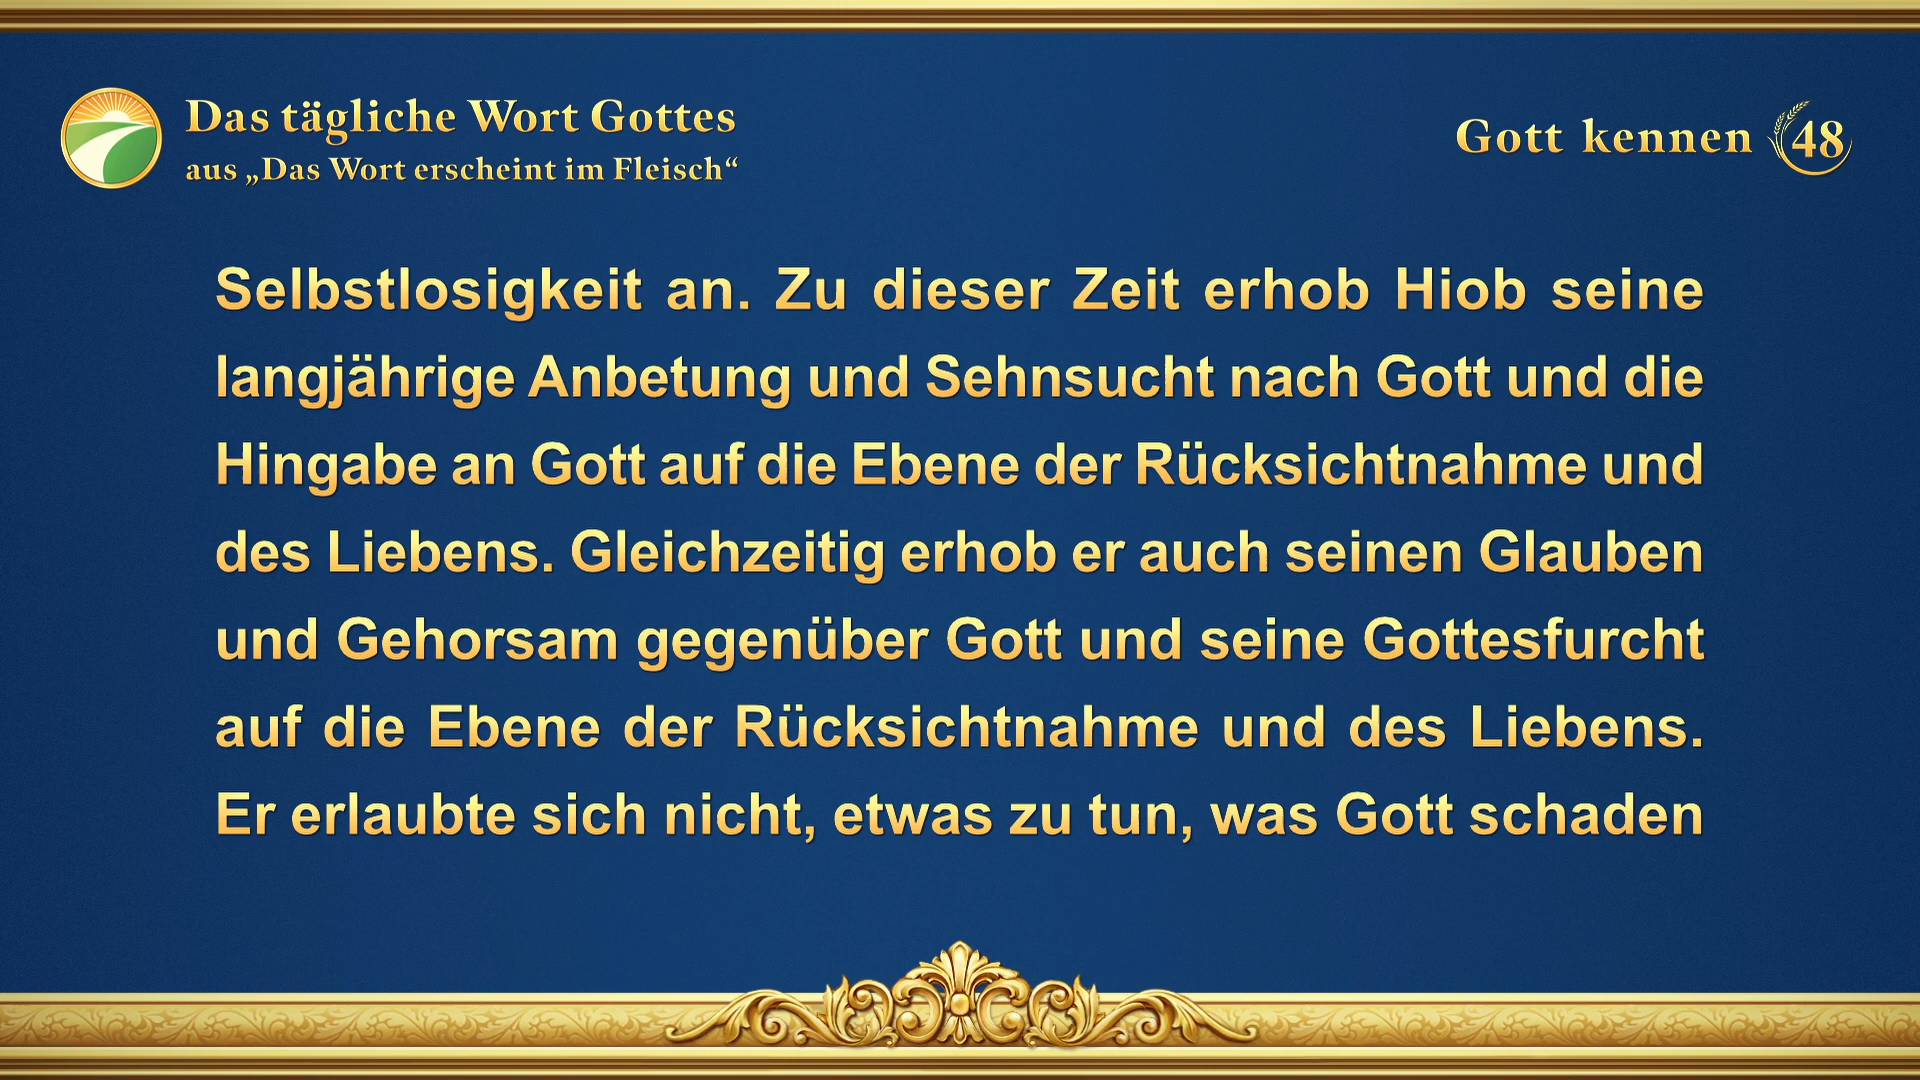 Das tägliche Wort Gottes
aus „Das Wort erscheint im Fleisch“
Gott kennen 48
Selbstlosigkeit an. Zu dieser Zeit erhob Hiob seine
langjährige Anbetung und Sehnsucht nach Gott und die
Hingabe an Gott auf die Ebene der Rücksichtnahme und
des Liebens. Gleichzeitig erhob er auch seinen Glauben
und Gehorsam gegenüber Gott und seine Gottesfurcht
auf die Ebene der Rücksichtnahme und des Liebens.
Er erlaubte sich nicht, etwas zu tun, was Gott schaden